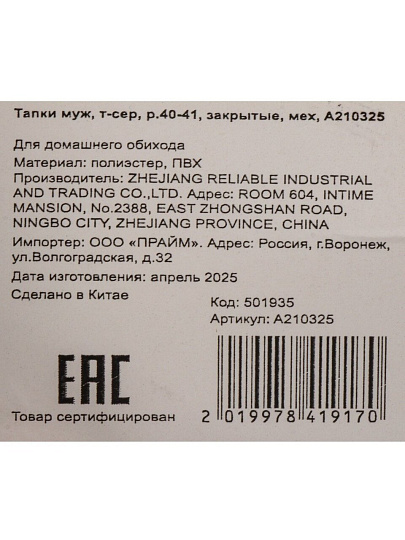 Тапки муж, т-сер, р.40-41, закрытые, мех, А210325
Для домашнего обихода
Материал: полиэстер, ПВХ
Производитель: ZHEJIANG RELIABLE INDUSTRIAL
AND TRADING CO.,LTD. Адрес: ROOM 604, INTIME
MANSION, No.2388, EAST ZHONGSHAN ROAD,
NINGBO CITY, ZHEJIANG PROVINCE, CHINA
Импортер: ООО «ПРАЙМ». Адрес: Россия, г.Воронеж,
ул.Волгоградская, д.32
Дата изготовления: апрель 2025
Сделано в Китае
Код: 501935
Артикул: А210325
EAC
Товар сертифицирован
2 019978 419170